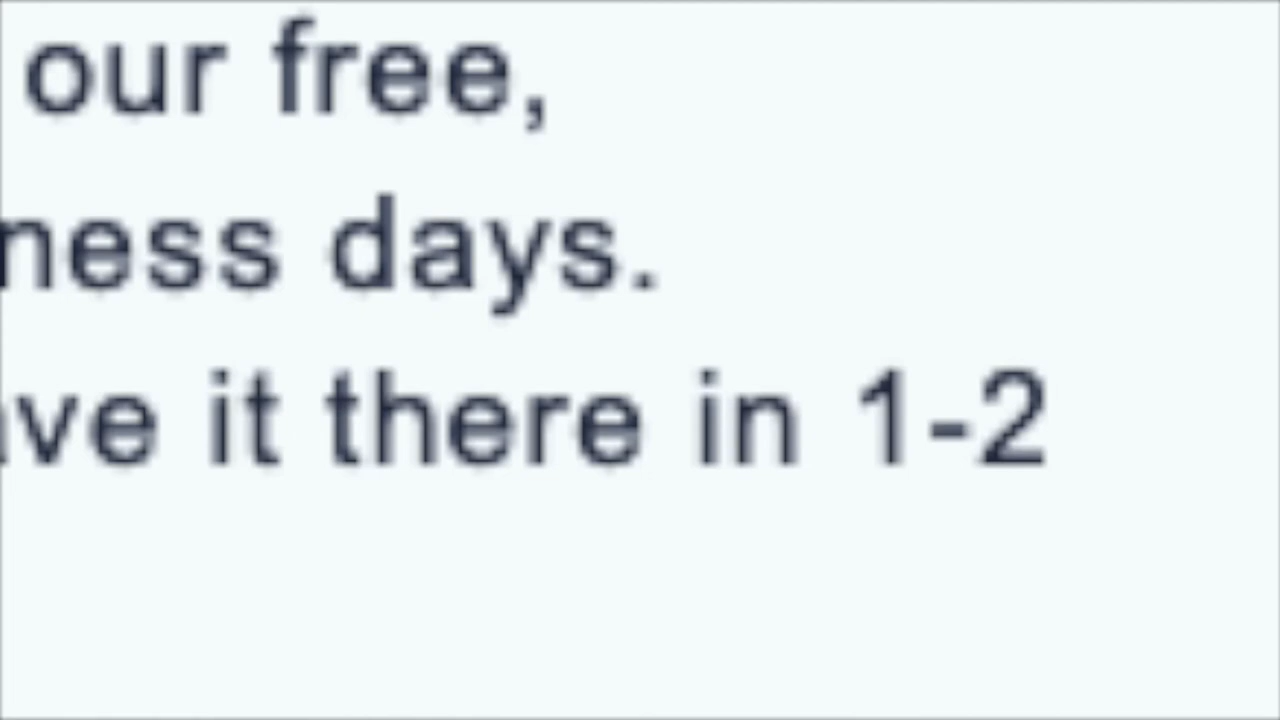 our free,
ness days.
ve it there in 1-2